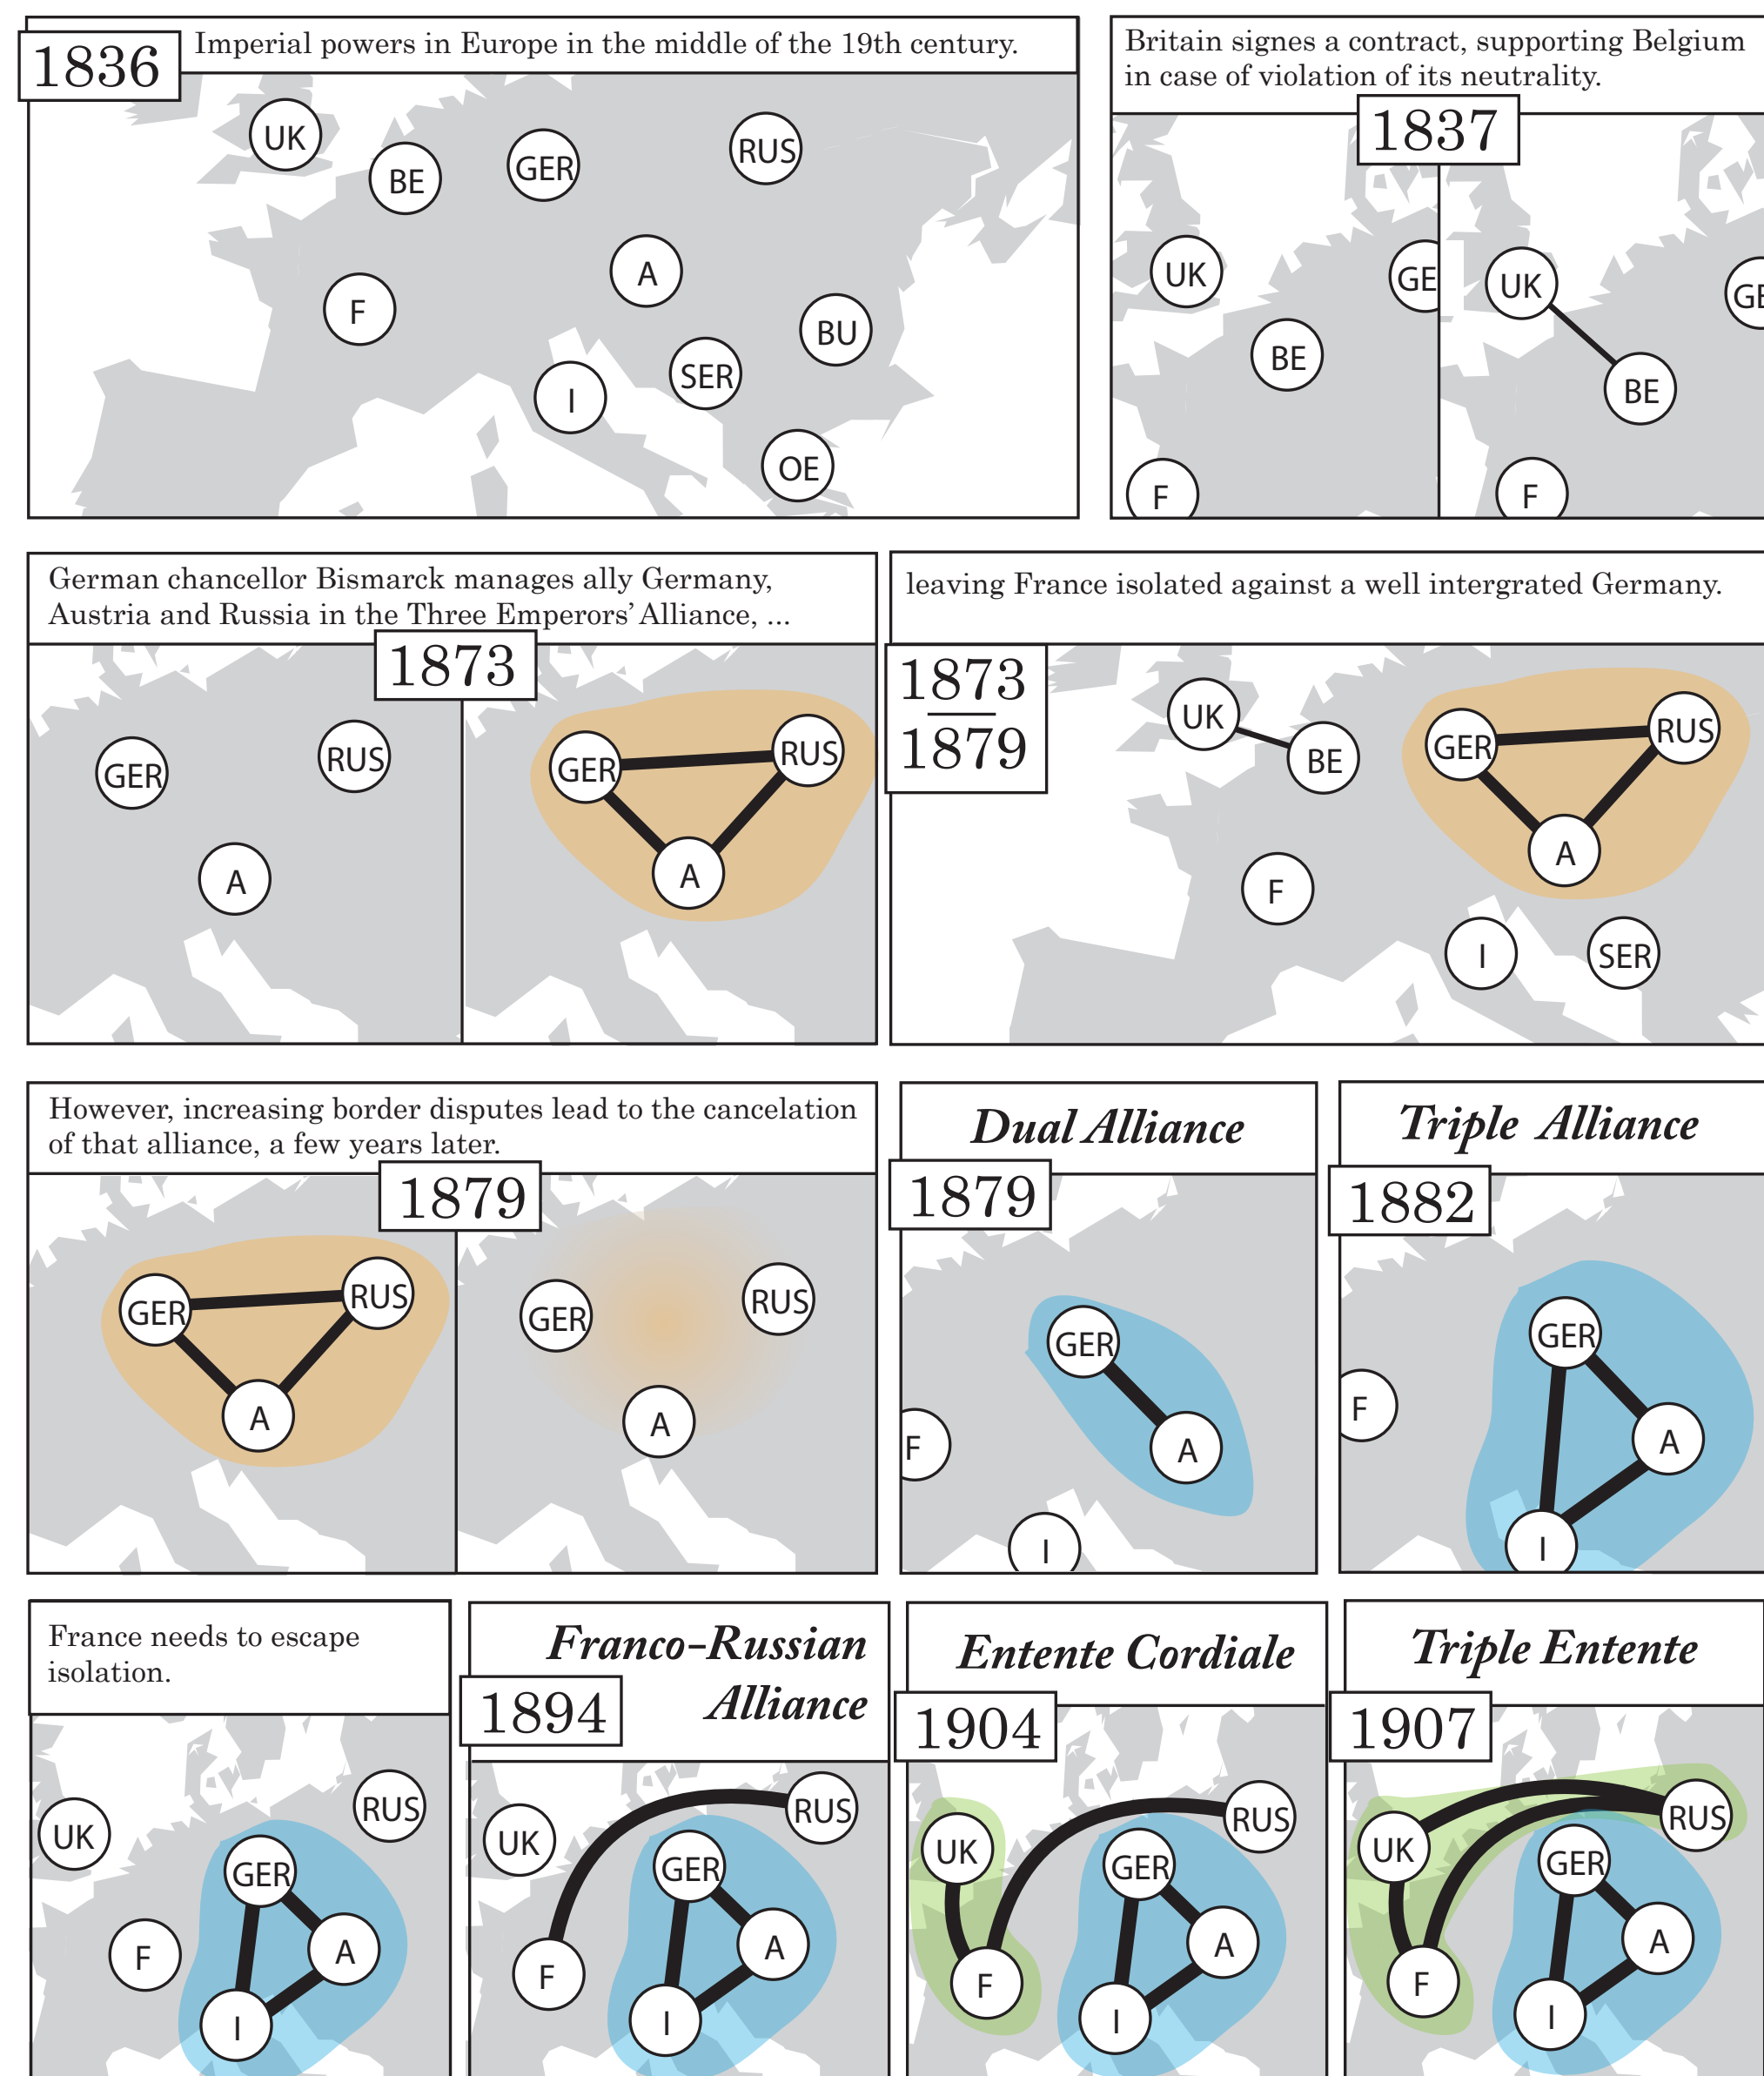 1836
Imperial powers in Europe in the middle of the 19th century.
UK
BE
GER
RUS
A
F
BU
SER
I
OE
Britain signes a contract, supporting Belgium
in case of violation of its neutrality.
1837
UK
GE
BE
F
UK
GE
BE
F
German chancellor Bismarck manages ally Germany,
Austria and Russia in the Three Emperors' Alliance, ...
1873
GER
RUS
A
GER
RUS
A
leaving France isolated against a well intergrated Germany.
1873
1879
UK
BE
GER
RUS
A
F
I
SER
However, increasing border disputes lead to the cancelation
of that alliance, a few years later.
1879
GER
RUS
A
GER
RUS
A
Dual Alliance
1879
GER
F
A
I
Triple Alliance
1882
GER
F
A
I
France needs to escape
isolation.
UK
RUS
GER
F
A
I
Franco-Russian
Alliance
1894
UK
RUS
GER
F
A
I
Entente Cordiale
1904
UK
RUS
GER
F
A
I
Triple Entente
1907
UK
RUS
GER
F
A
I